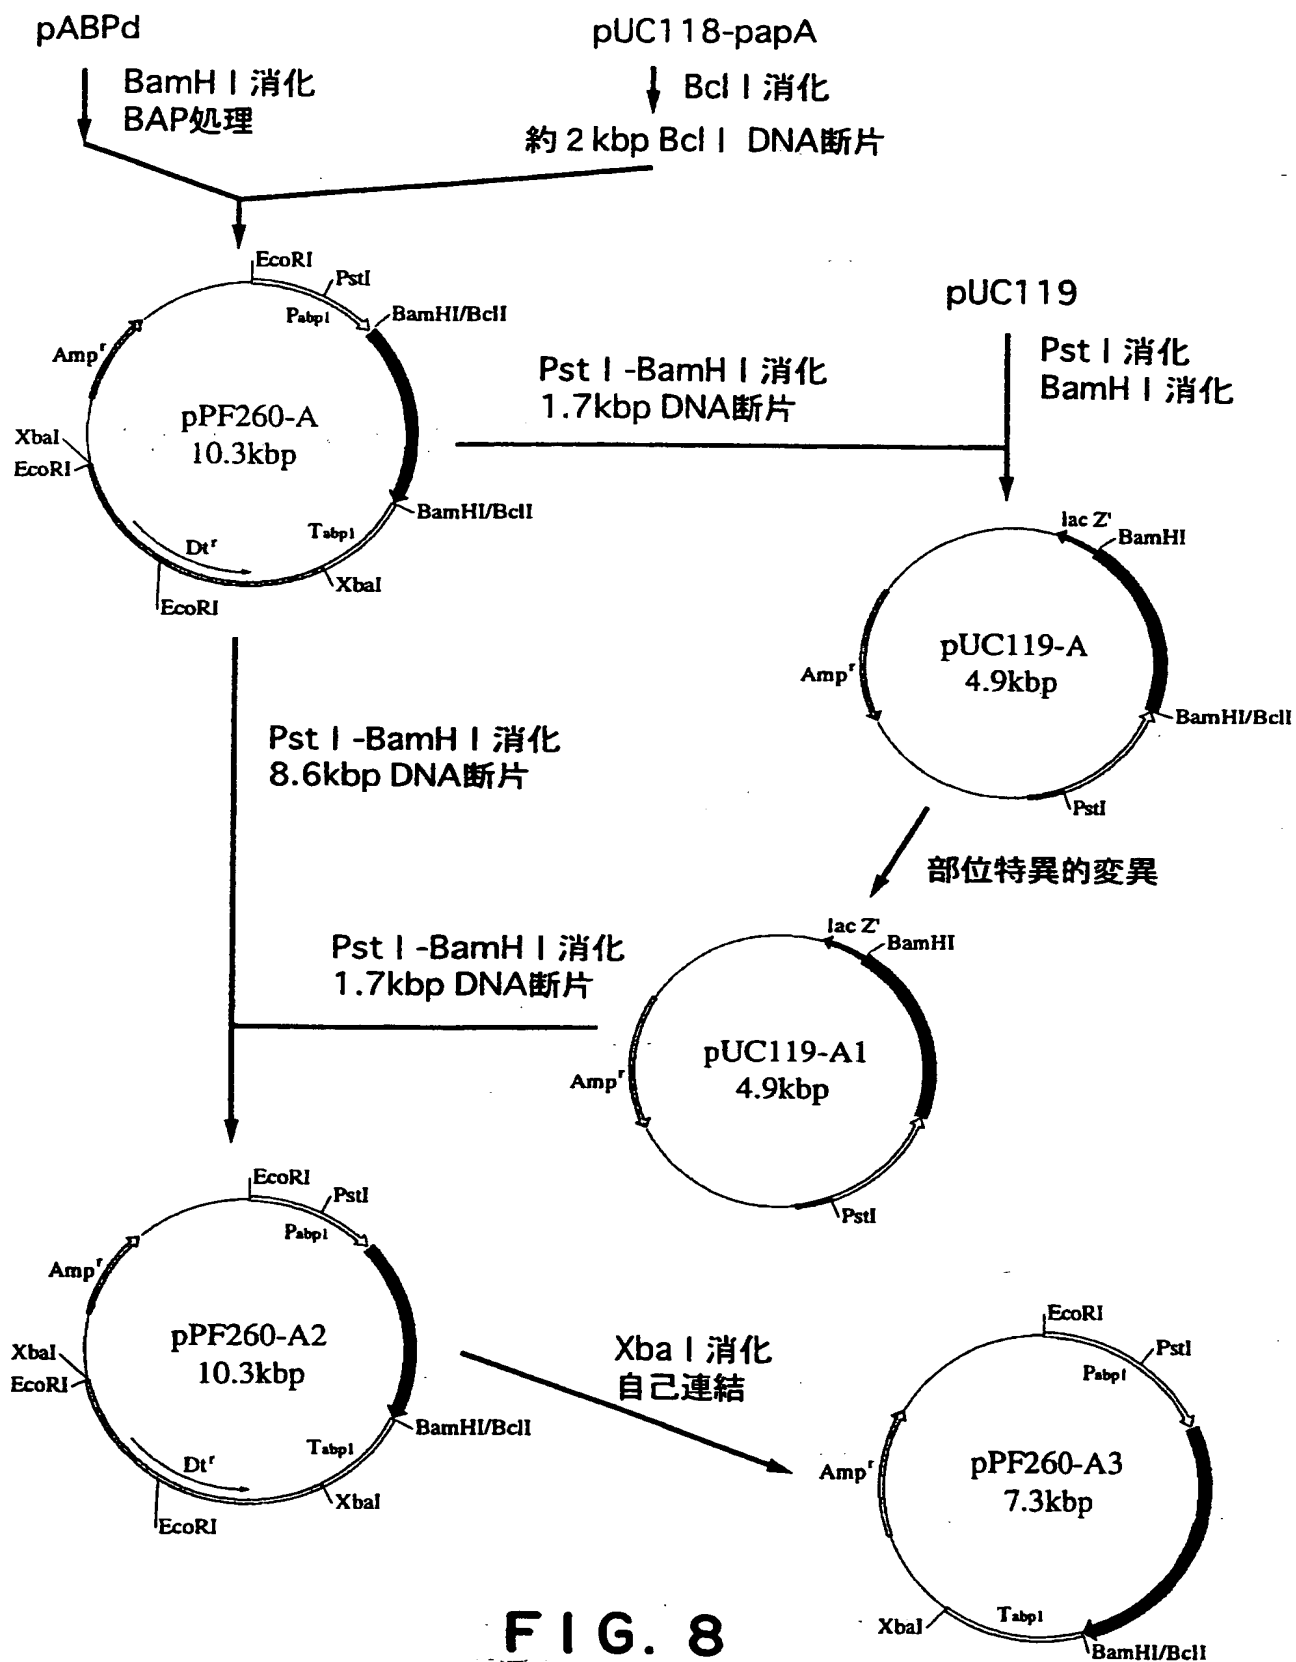 pABPd
BamH I 消化
BAP処理
pUC118-papA
Bcl I 消化
約 2 kbp Bcl I DNA断片
EcoRI
PstI
Pabp1
BamHI/BclI
Ampr
pPF260-A
10.3kbp
XbaI
EcoRI
Dtr
Tabp1
BamHI/BclI
XbaI
EcoRI
Pst I -BamH I 消化
1.7kbp DNA断片
pUC119
Pst I 消化
BamH I 消化
lac Z'
BamHI
pUC119-A
4.9kbp
Ampr
BamHI/BclI
PstI
Pst I -BamH I 消化
8.6kbp DNA断片
部位特異的変異
Pst I -BamH I 消化
1.7kbp DNA断片
lac Z'
BamHI
pUC119-A1
4.9kbp
Ampr
PstI
EcoRI
PstI
Pabp1
Ampr
pPF260-A2
10.3kbp
XbaI
EcoRI
Dtr
Tabp1
BamHI/BclI
XbaI
EcoRI
Xba I 消化
自己連結
EcoRI
PstI
Pabp1
Ampr
pPF260-A3
7.3kbp
XbaI
Tabp1
BamHI/BclI
FIG. 8